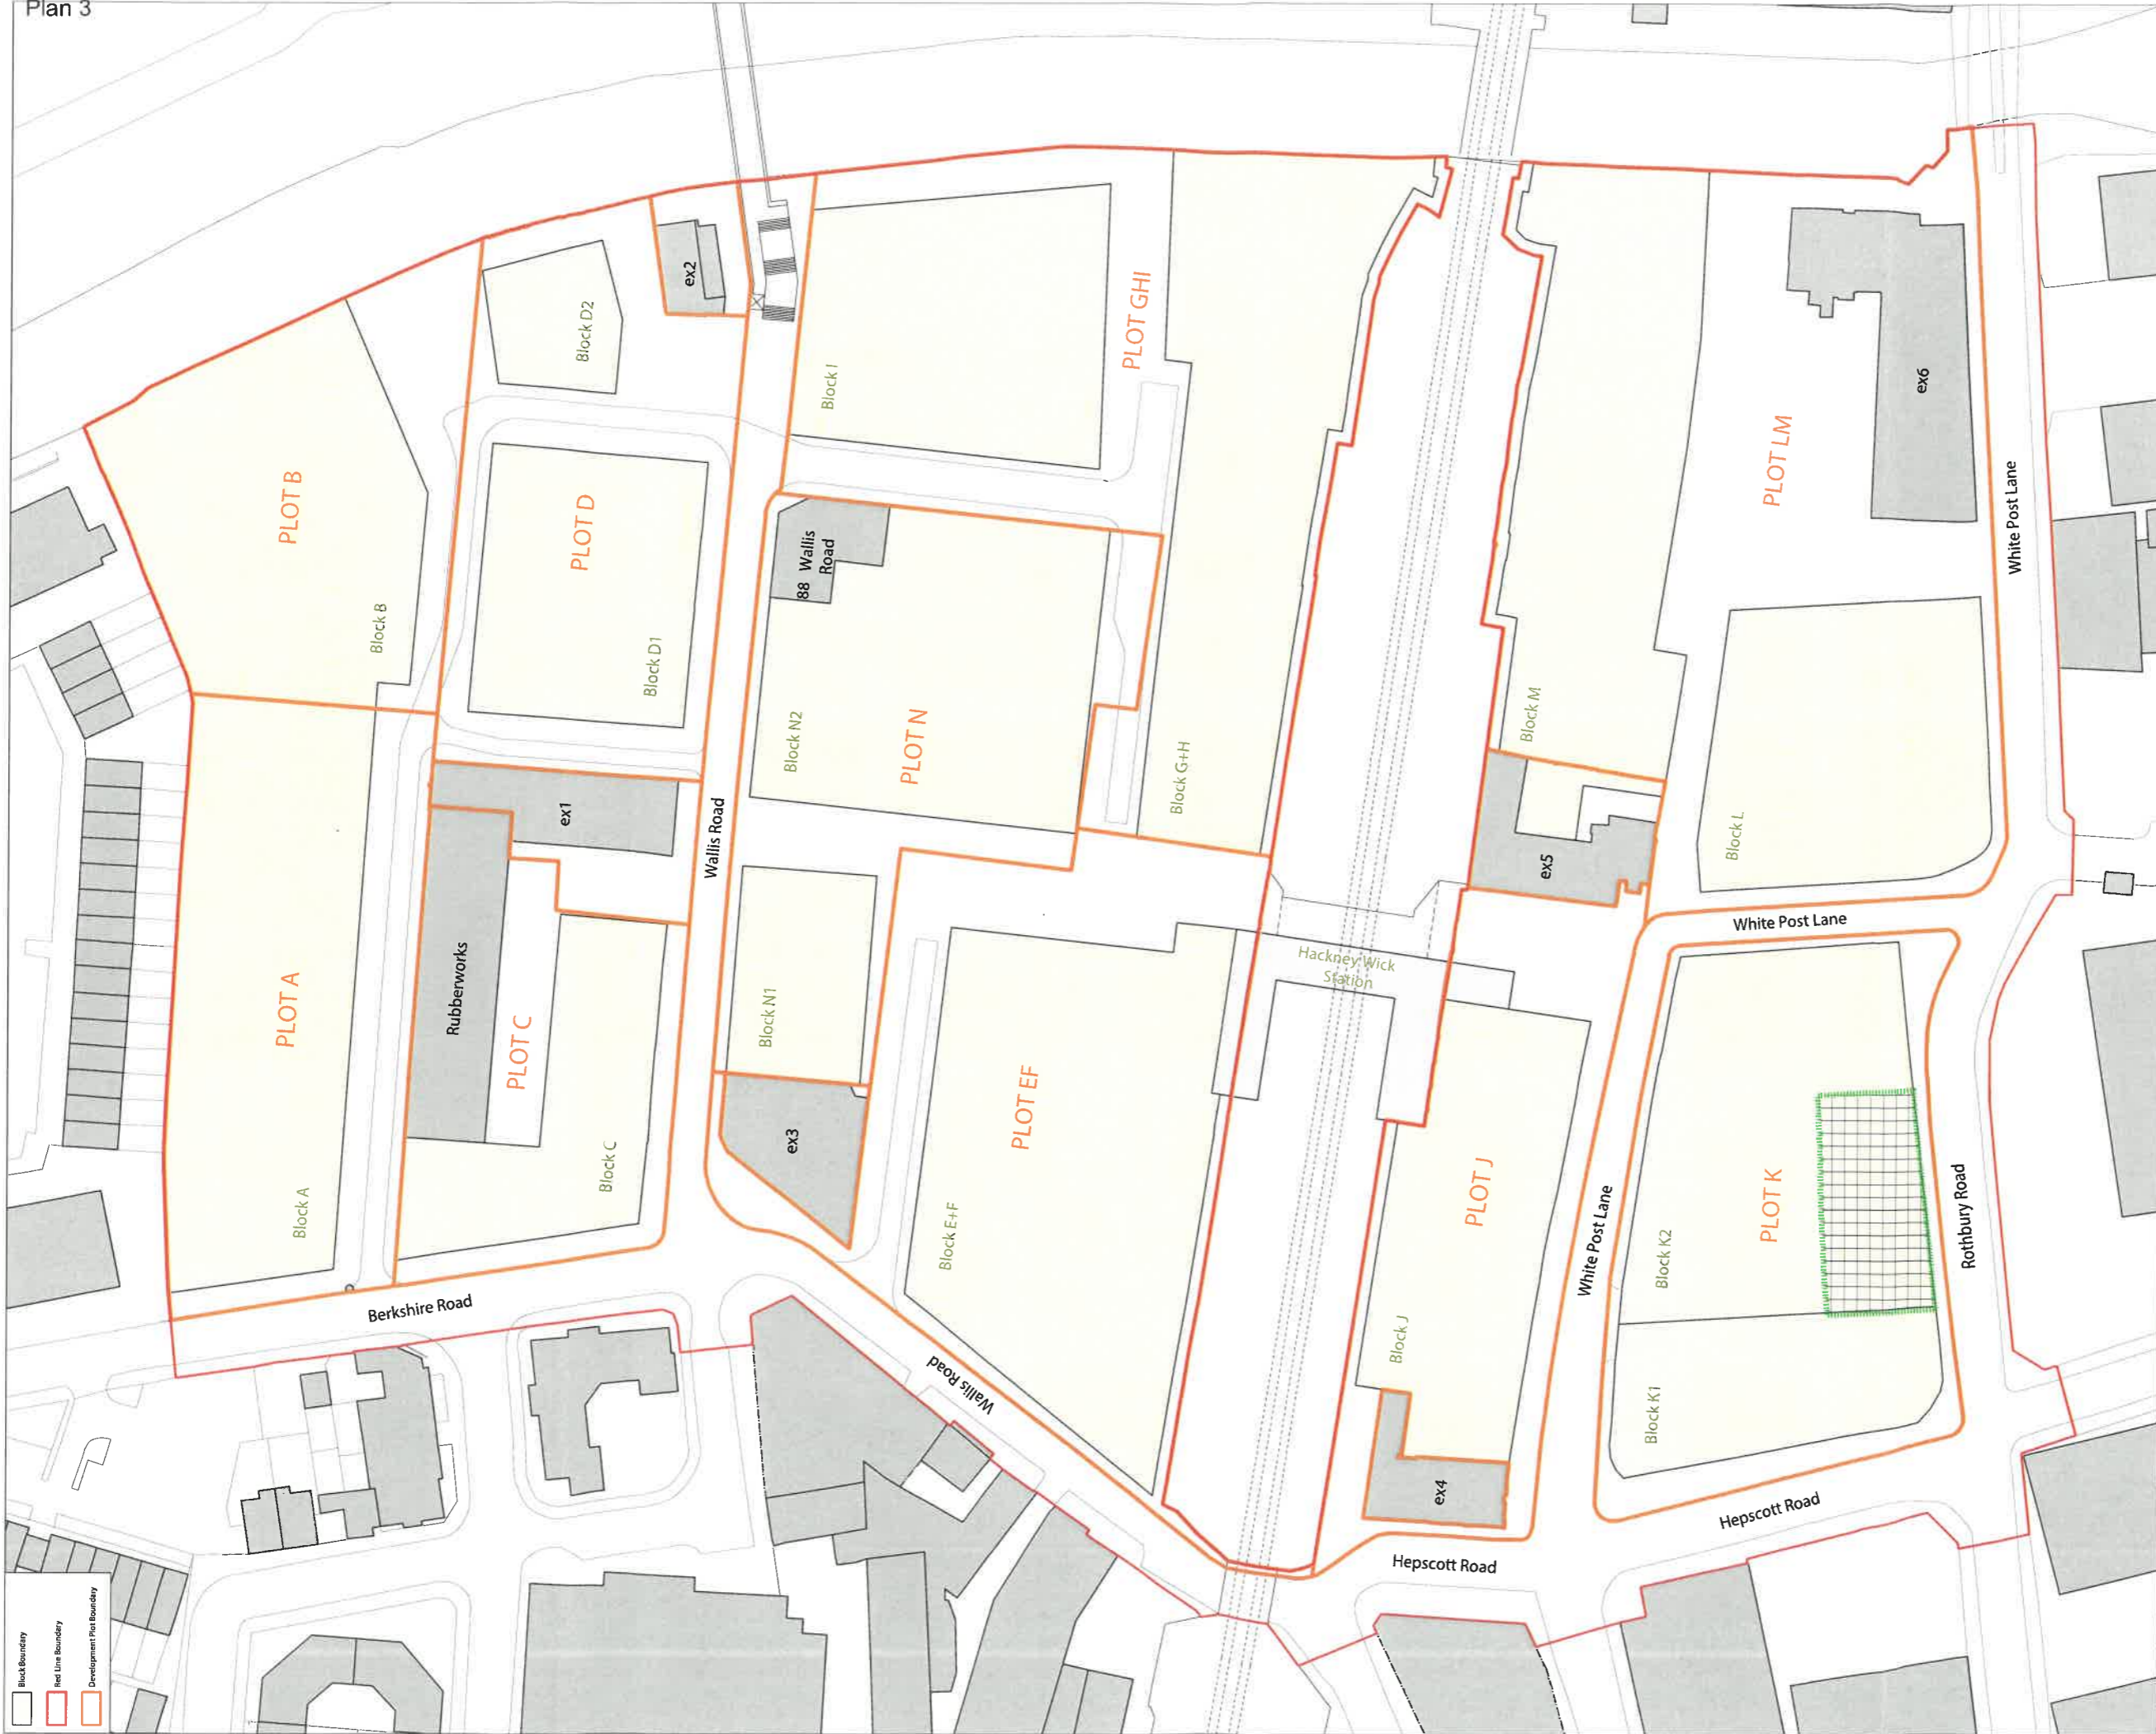 Plan 3
PLOT B
Block B
PLOT A
Block A
Block D2
ex2
PLOT D
Block D1
ex1
Rubberworks
PLOT C
Block C
Berkshire Road
Wallis Road
Block I
PLOT GHI
88 Wallis
Road
Block N2
PLOT N
Block G+H
Block N1
ex3
PLOT EF
Block E+F
Wallis Road
Hackney Wick
Station
Block M
PLOT LM
ex6
White Post Lane
ex5
Block L
White Post Lane
PLOT J
Block J
ex4
White Post Lane
Block K2
PLOT K
Block K1
Rothbury Road
Hepscott Road
Hepscott Road
Block Boundary
Red Line Boundary
Development Plot Boundary